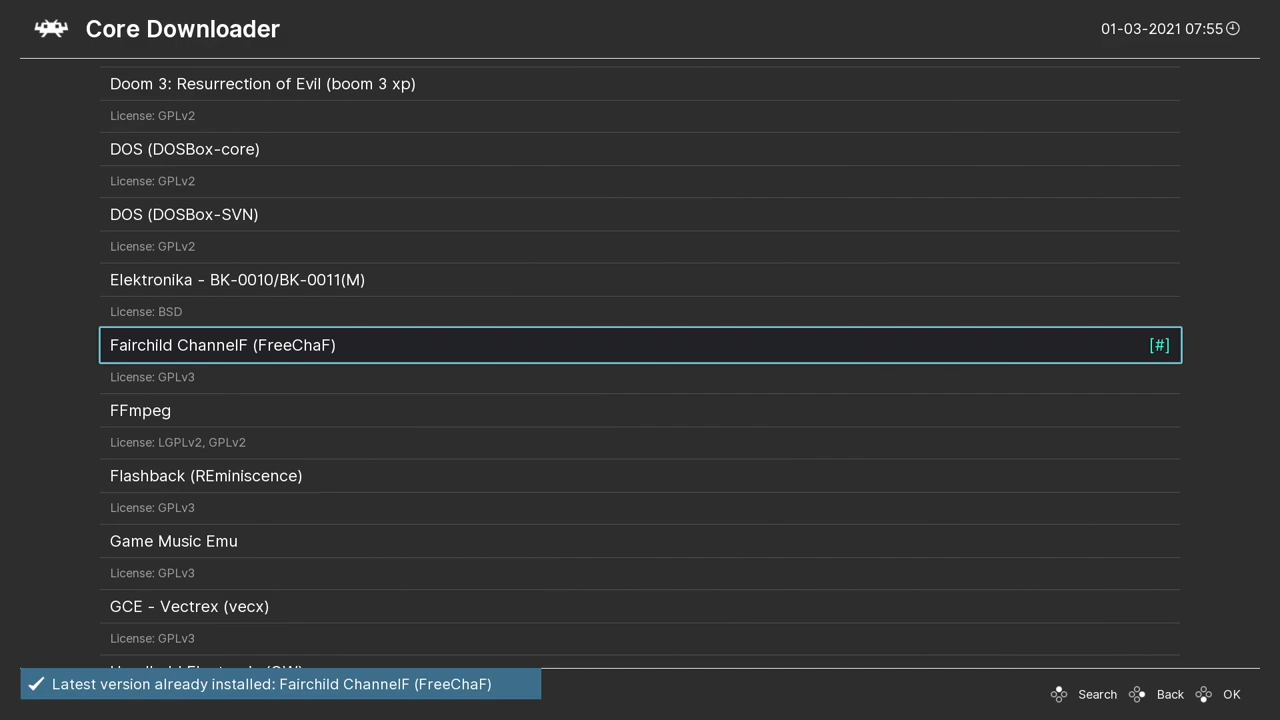 Core Downloader
01-03-2021 07:55
Doom 3: Resurrection of Evil (boom 3 xp)
License: GPLv2
DOS (DOSBox-core)
License: GPLv2
DOS (DOSBox-SVN)
License: GPLv2
Elektronika - BK-0010/BK-0011(M)
License: BSD
Fairchild ChannelF (FreeChaF) [#]
License: GPLv3
FFmpeg
License: LGPLv2, GPLv2
Flashback (REminiscence)
License: GPLv3
Game Music Emu
License: GPLv3
GCE - Vectrex (vecx)
License: GPLv3
Latest version already installed: Fairchild ChannelF (FreeChaF)
Search Back OK